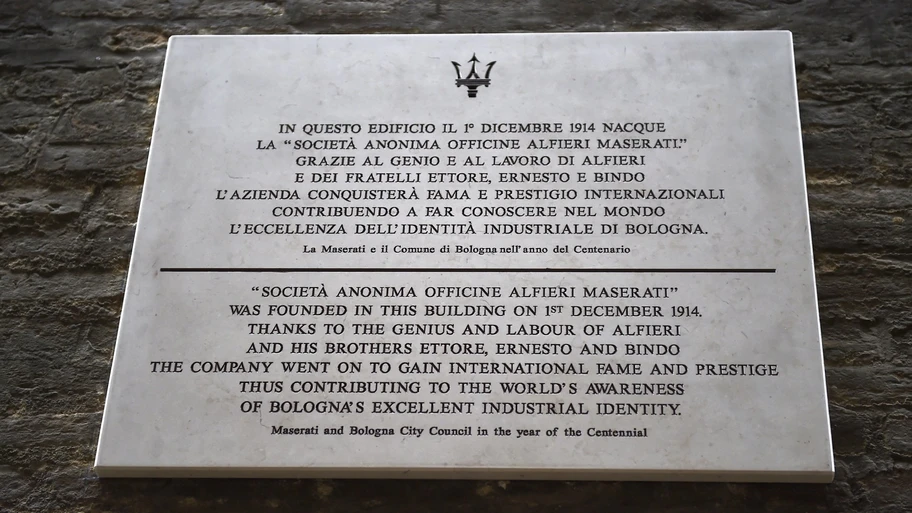 IN QUESTO EDIFICIO IL 1° DICEMBRE 1914 NACQUE
LA “SOCIETÀ ANONIMA OFFICINE ALFIERI MASERATI.”
GRAZIE AL GENIO E AL LAVORO DI ALFIERI
E DEI FRATELLI ETTORE, ERNESTO E BINDO
L’AZIENDA CONQUISTERÀ FAMA E PRESTIGIO INTERNAZIONALI
CONTRIBUENDO A FAR CONOSCERE NEL MONDO
L’ECCELLENZA DELL’IDENTITÀ INDUSTRIALE DI BOLOGNA.
La Maserati e il Comune di Bologna nell’anno del Centenario
“SOCIETÀ ANONIMA OFFICINE ALFIERI MASERATI”
WAS FOUNDED IN THIS BUILDING ON 1ST DECEMBER 1914.
THANKS TO THE GENIUS AND LABOUR OF ALFIERI
AND HIS BROTHERS ETTORE, ERNESTO AND BINDO
THE COMPANY WENT ON TO GAIN INTERNATIONAL FAME AND PRESTIGE
THUS CONTRIBUTING TO THE WORLD’S AWARENESS
OF BOLOGNA’S EXCELLENT INDUSTRIAL IDENTITY.
Maserati and Bologna City Council in the year of the Centennial